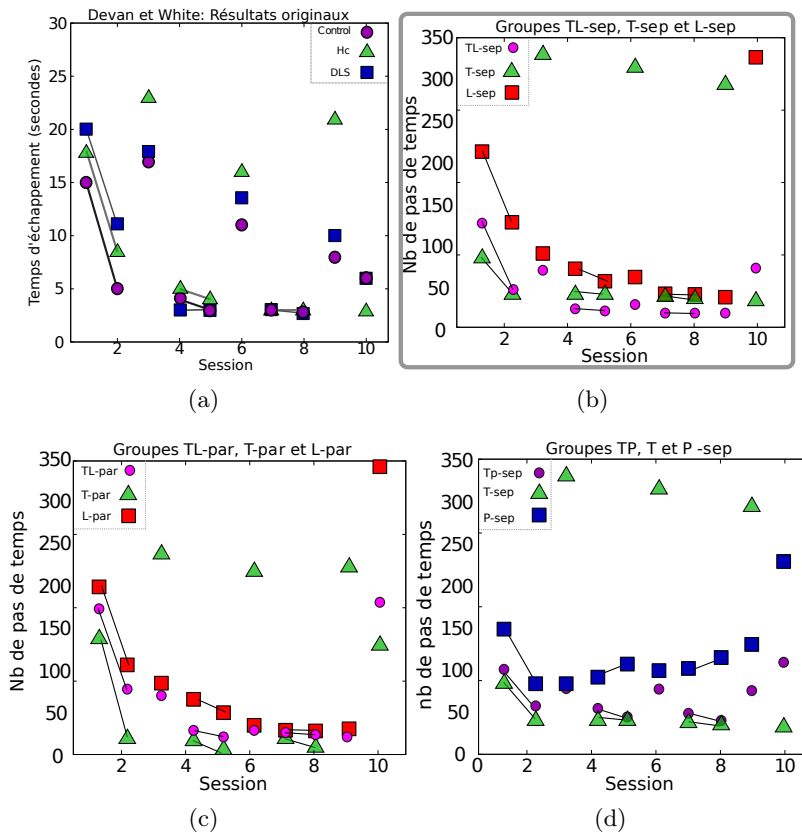 Devan et White: Résultats originaux
Temps d'échappement (secondes)
30
25
20
15
10
5
0
Control
Hc
DLS
2
4
6
8
10
Session
(a)
Groupes TL-sep, T-sep et L-sep
Nb de pas de temps
350
250
200
150
100
50
0
TL-sep
T-sep
L-sep
2
4
6
8
10
Session
(b)
Groupes TL-par, T-par et L-par
Nb de pas de temps
350
300
250
200
150
100
50
0
TL-par
T-par
L-par
2
4
6
8
10
Session
(c)
Groupes TP, T et P -sep
nb de pas de temps
350
300
250
200
150
100
50
0
Tp-sep
T-sep
P-sep
0
2
4
6
8
10
Session
(d)